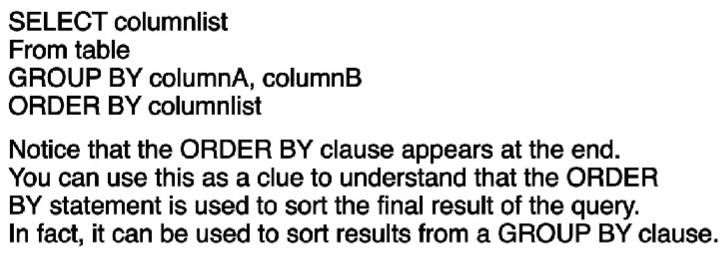 SELECT columnlist
From table
GROUP BY columnA, columnB
ORDER BY columnlist
Notice that the ORDER BY clause appears at the end.
You can use this as a clue to understand that the ORDER
BY statement is used to sort the final result of the query.
In fact, it can be used to sort results from a GROUP BY clause.